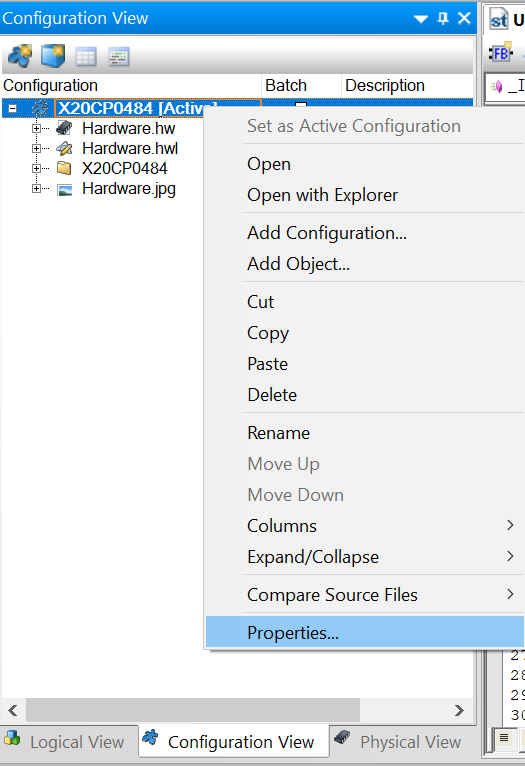 Configuration View
st U
FB
Configuration Batch Description
_I
X20CP0484 [Active]
Hardware.hw
Hardware.hwl
X20CP0484
Hardware.jpg
Set as Active Configuration
Open
Open with Explorer
Add Configuration...
Add Object...
Cut
Copy
Paste
Delete
Rename
Move Up
Move Down
Columns
Expand/Collapse
Compare Source Files
Properties...
27
28
29
30
Logical View Configuration View Physical View